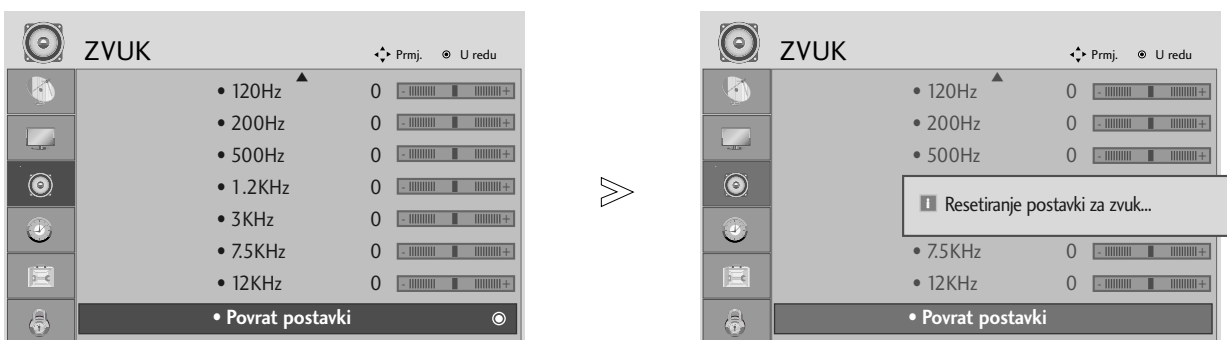 ZVUK
Prmj. U redu
• 120Hz 0 - +
• 200Hz 0 - +
• 500Hz 0 - +
• 1.2KHz 0 - +
• 3KHz 0 - +
• 7.5KHz 0 - +
• 12KHz 0 - +
• Povrat postavki
ZVUK
Prmj. U redu
• 120Hz 0 - +
• 200Hz 0 - +
• 500Hz 0 - +
i Resetiranje postavki za zvuk...
• 7.5KHz 0 - +
• 12KHz 0 - +
• Povrat postavki